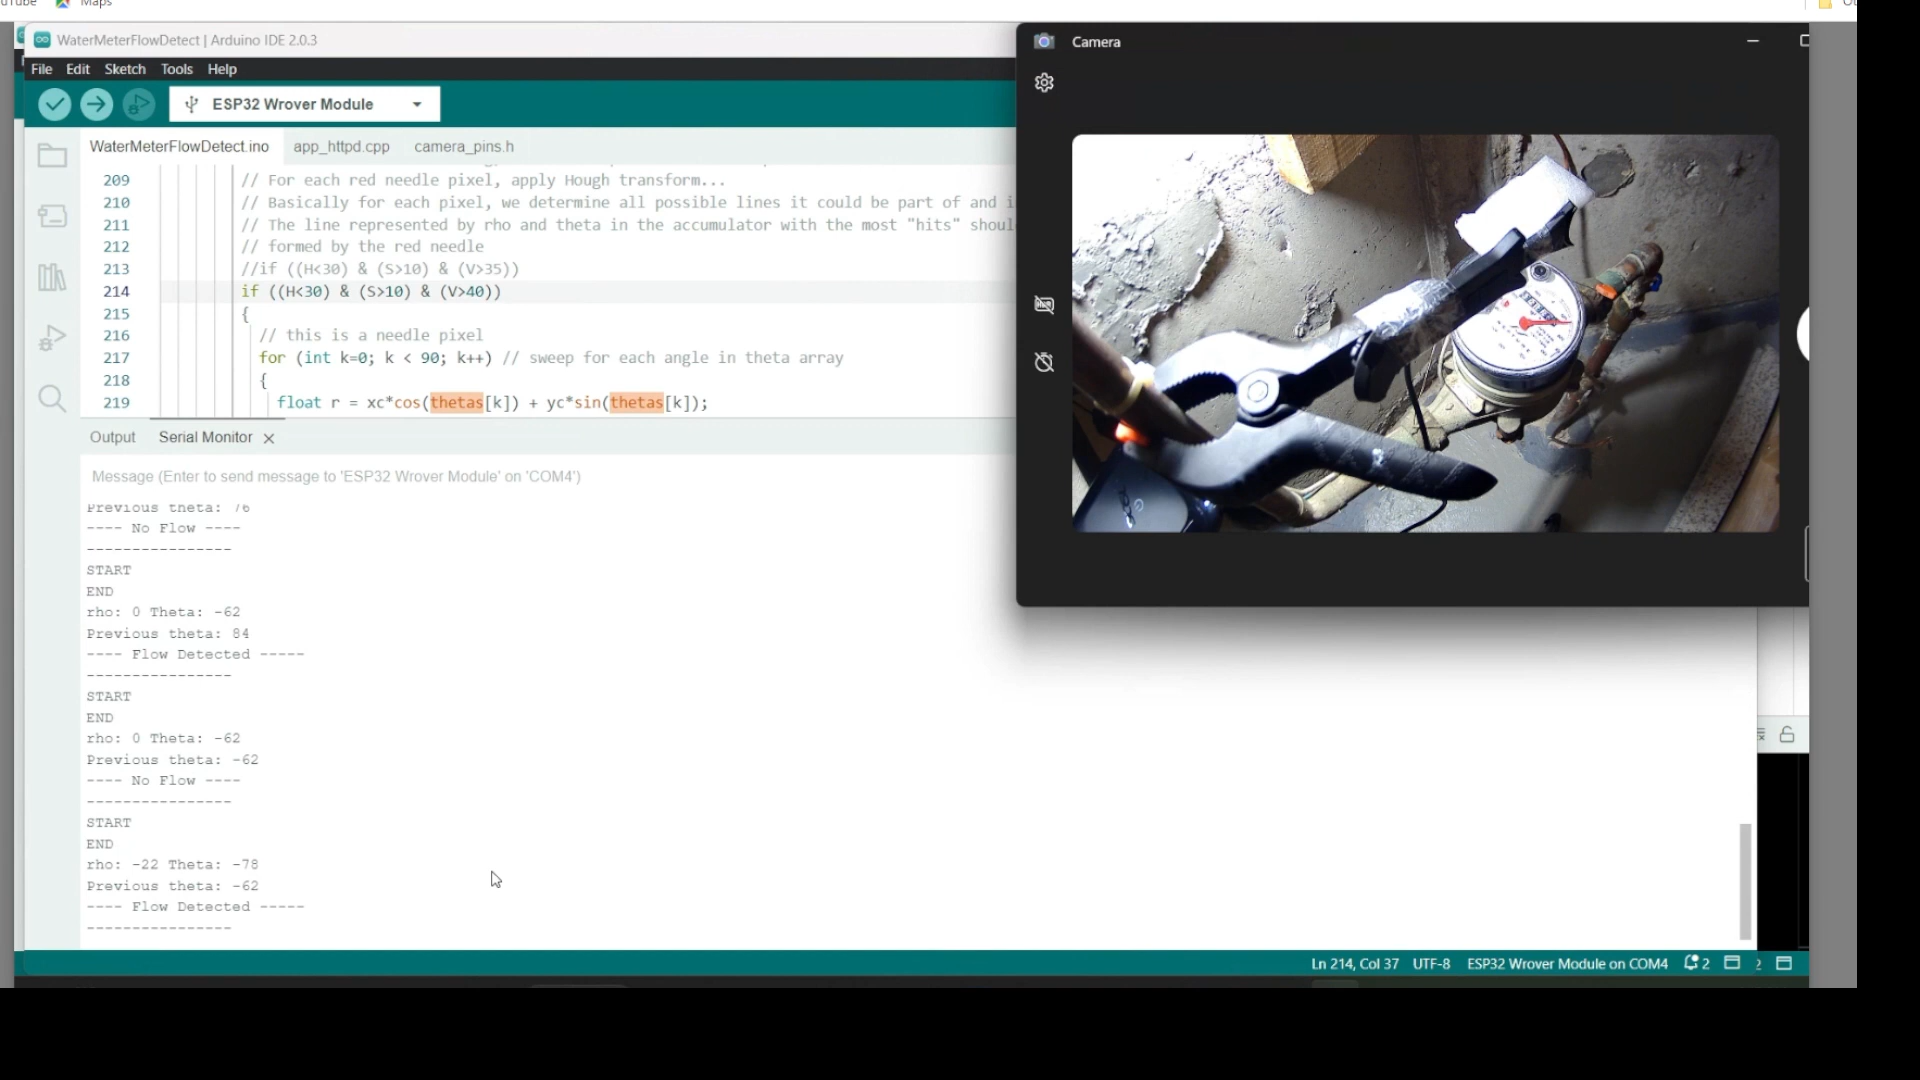 Maps
WaterMeterFlowDetect | Arduino IDE 2.0.3
File Edit Sketch Tools Help
ESP32 Wrover Module
WaterMeterFlowDetect.ino app_httpd.cpp camera_pins.h
209 // For each red needle pixel, apply Hough transform...
210 // Basically for each pixel, we determine all possible lines it could be part of and i
211 // The line represented by rho and theta in the accumulator with the most "hits" shoul
212 // formed by the red needle
213 //if ((H<30) & (S>10) & (V>35))
214 if ((H<30) & (S>10) & (V>40))
215 {
216 // this is a needle pixel
217 for (int k=0; k < 90; k++) // sweep for each angle in theta array
218 {
219 float r = xc*cos(thetas[k]) + yc*sin(thetas[k]);
Output Serial Monitor
Message (Enter to send message to 'ESP32 Wrover Module' on 'COM4')
Previous theta: 76
---- No Flow ----
----------------
START
END
rho: 0 Theta: -62
Previous theta: 84
---- Flow Detected -----
----------------
START
END
rho: 0 Theta: -62
Previous theta: -62
---- No Flow ----
----------------
START
END
rho: -22 Theta: -78
Previous theta: -62
---- Flow Detected -----
----------------
Ln 214, Col 37 UTF-8 ESP32 Wrover Module on COM4 2 2
Camera